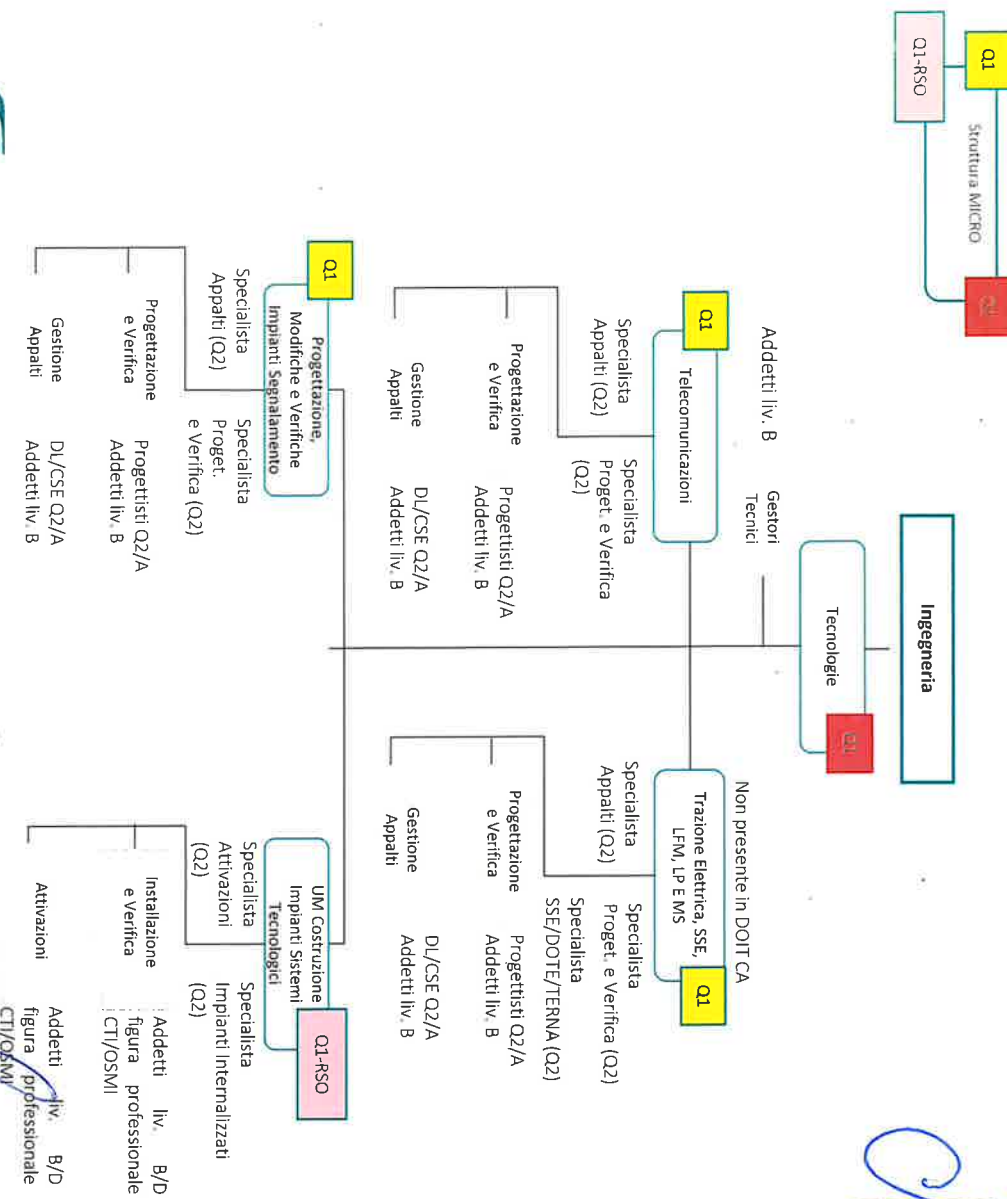 Ingegneria
Tecnologie
Q1
Q1
Struttura MICRO
Q1-RSO
Gestori
Tecnici
Addetti liv. B
Non presente in DOIT CA
Q1
Telecomunicazioni
Specialista
Appalti (Q2)
Specialista
Proget. e Verifica
(Q2)
Progettazione
e Verifica
Progettisti Q2/A
Addetti liv. B
Gestione
Appalti
DL/CSE Q2/A
Addetti liv. B
Trazione Elettrica, SSE,
LFM, LP E MS
Q1
Specialista
Appalti (Q2)
Specialista
Proget. e Verifica (Q2)
Specialista
SSE/DOTE/TERNA (Q2)
Progettazione
e Verifica
Progettisti Q2/A
Addetti liv. B
Gestione
Appalti
DL/CSE Q2/A
Addetti liv. B
Q1
Progettazione,
Modifiche e Verifiche
Impianti Segnalamento
Specialista
Appalti (Q2)
Specialista
Proget.
e Verifica (Q2)
Progettazione
e Verifica
Progettisti Q2/A
Addetti liv. B
Gestione
Appalti
DL/CSE Q2/A
Addetti liv. B
UM Costruzione
Impianti Sistemi
Tecnologici
Q1-RSO
Specialista
Attivazioni
(Q2)
Specialista
Impianti Internalizzati
(Q2)
Installazione
e Verifica
Addetti liv. B/D
figura professionale
CTI/OSMI
Attivazioni
Addetti liv. B/D
figura professionale
CTI/OSMI